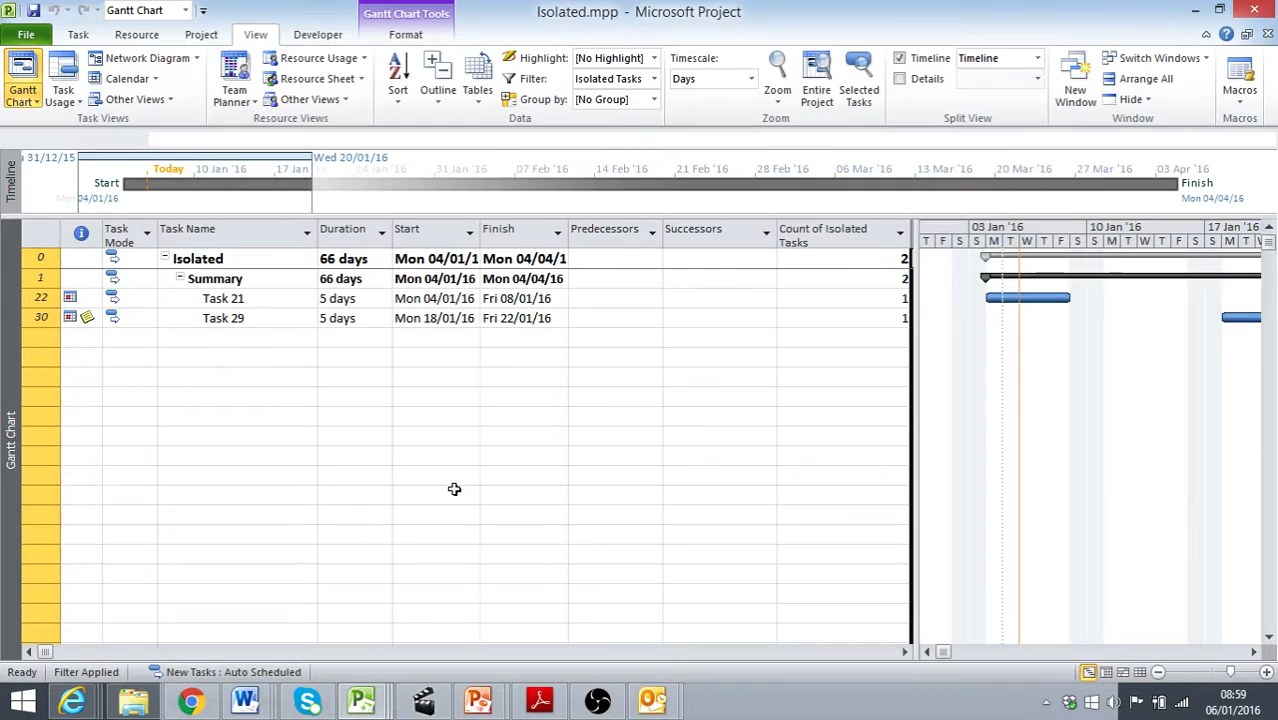 Gantt Chart
Gantt Chart Tools
Isolated.mpp - Microsoft Project
File Task Resource Project View Developer Format
Gantt Chart
Task Usage
Network Diagram
Calendar
Other Views
Task Views
Team Planner
Resource Usage
Resource Sheet
Other Views
Resource Views
Sort
Outline
Tables
Highlight: [No Highlight]
Filter: Isolated Tasks
Group by: [No Group]
Data
Timescale:
Days
Zoom
Entire Project
Selected Tasks
Zoom
Timeline Timeline
Details
Split View
New Window
Switch Windows
Arrange All
Hide
Window
Macros
Macros
Timeline
31/12/15 Wed 20/01/16
Today 10 Jan '16 17 Jan 24 Jan '16 31 Jan '16 07 Feb '16 14 Feb '16 21 Feb '16 28 Feb '16 06 Mar '16 13 Mar '16 20 Mar '16 27 Mar '16 03 Apr '16
Start Finish
Mon 04/01/16 Mon 04/04/16
Gantt Chart
Task Mode Task Name Duration Start Finish Predecessors Successors Count of Isolated Tasks
03 Jan '16 10 Jan '16 17 Jan '16
T F S S M T W T F S S M T W T F S S M T W
0 Isolated 66 days Mon 04/01/1 Mon 04/04/1 2
1 Summary 66 days Mon 04/01/16 Mon 04/04/16 2
22 Task 21 5 days Mon 04/01/16 Fri 08/01/16 1
30 Task 29 5 days Mon 18/01/16 Fri 22/01/16 1
Ready Filter Applied New Tasks : Auto Scheduled
08:59
06/01/2016